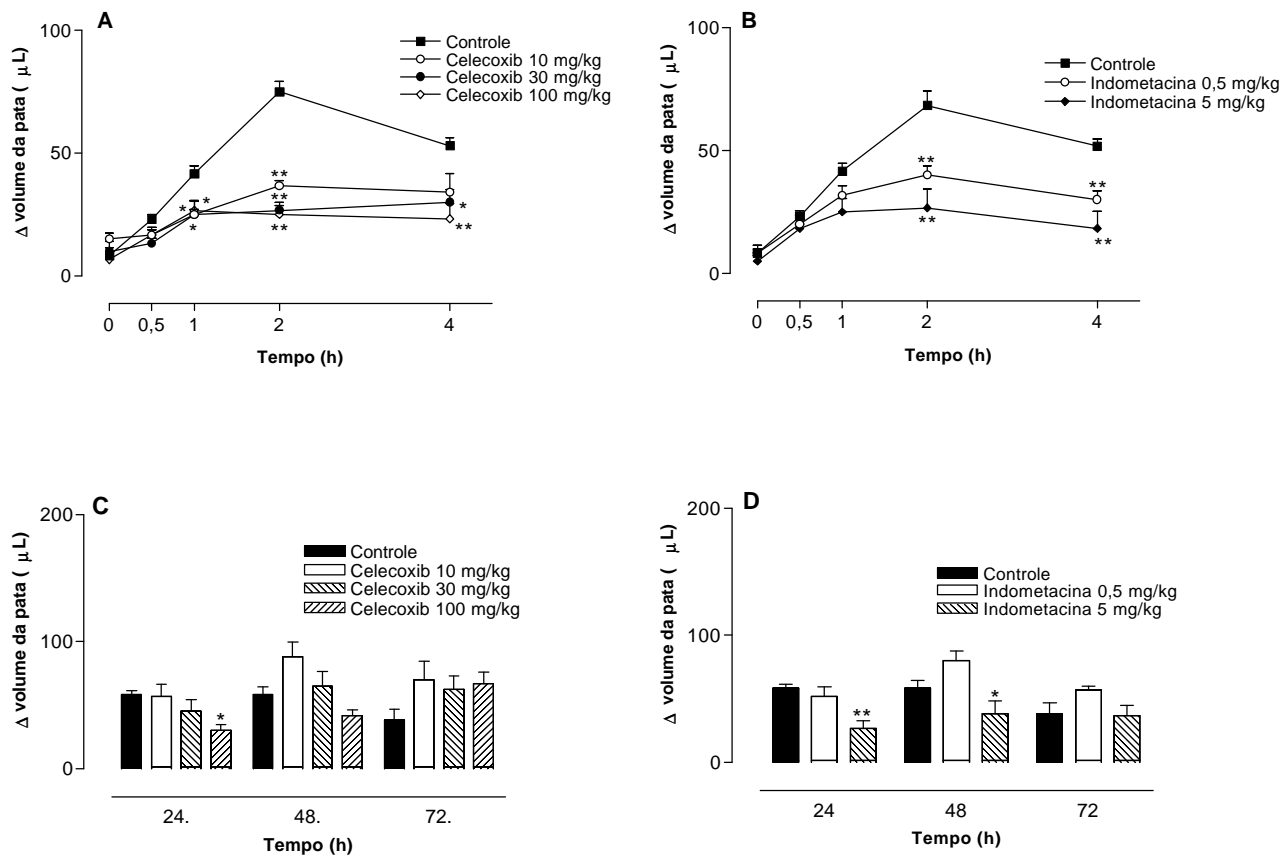 A
100
50
0
Δ volume da pata ( μL)
Controle
Celecoxib 10 mg/kg
Celecoxib 30 mg/kg
Celecoxib 100 mg/kg
**
**
* *
*
**
*
**
0 0,5 1 2 4
Tempo (h)
B
100
50
0
Δ volume da pata ( μL)
Controle
Indometacina 0,5 mg/kg
Indometacina 5 mg/kg
**
**
**
**
0 0,5 1 2 4
Tempo (h)
C
200
100
0
Δ volume da pata ( μL)
Controle
Celecoxib 10 mg/kg
Celecoxib 30 mg/kg
Celecoxib 100 mg/kg
*
24. 48. 72.
Tempo (h)
D
200
100
0
Δ volume da pata ( μL)
Controle
Indometacina 0,5 mg/kg
Indometacina 5 mg/kg
**
*
24 48 72
Tempo (h)